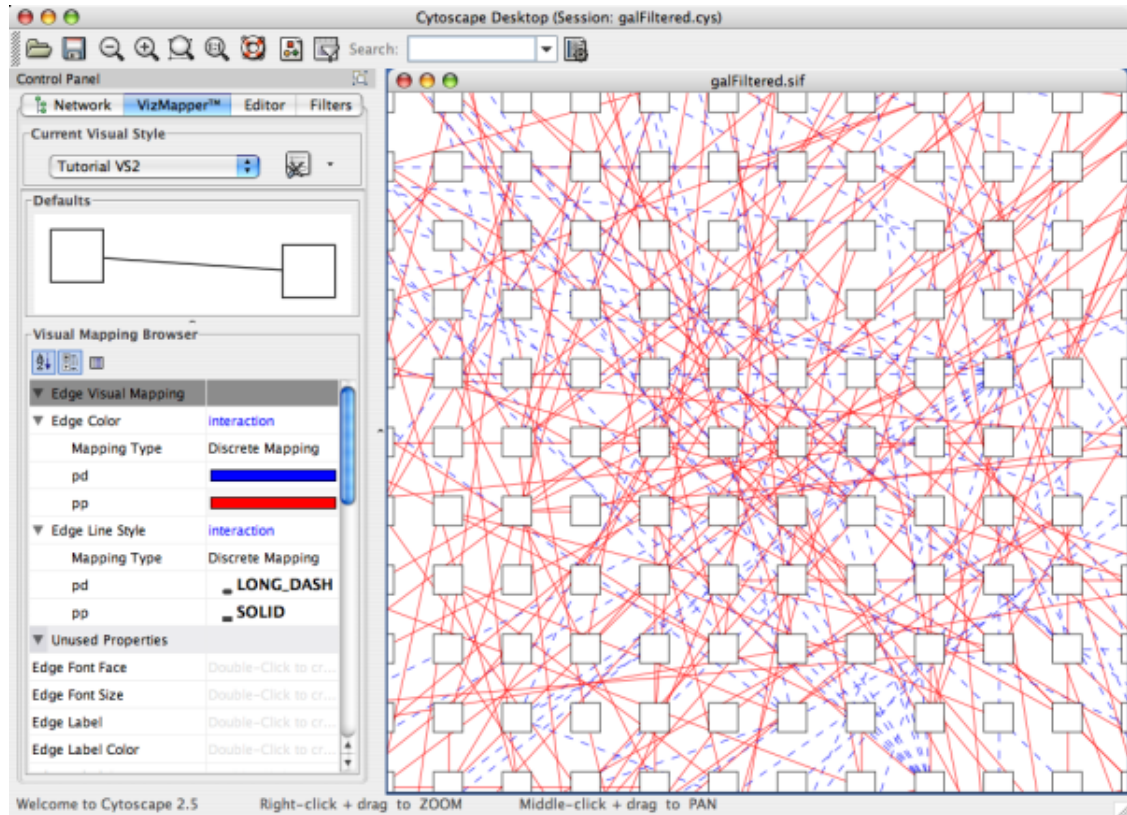 Cytoscape Desktop (Session: galFiltered.cys)
Search:
Control Panel
Network VizMapper™ Editor Filters
Current Visual Style
Tutorial VS2
Defaults
Visual Mapping Browser
Edge Visual Mapping
Edge Color interaction
Mapping Type Discrete Mapping
pd
pp
Edge Line Style interaction
Mapping Type Discrete Mapping
pd LONG_DASH
pp SOLID
Unused Properties
Edge Font Face Double-Click to cr...
Edge Font Size Double-Click to cr...
Edge Label Double-Click to cr...
Edge Label Color Double-Click to cr...
galFiltered.sif
Welcome to Cytoscape 2.5 Right-click + drag to ZOOM Middle-click + drag to PAN